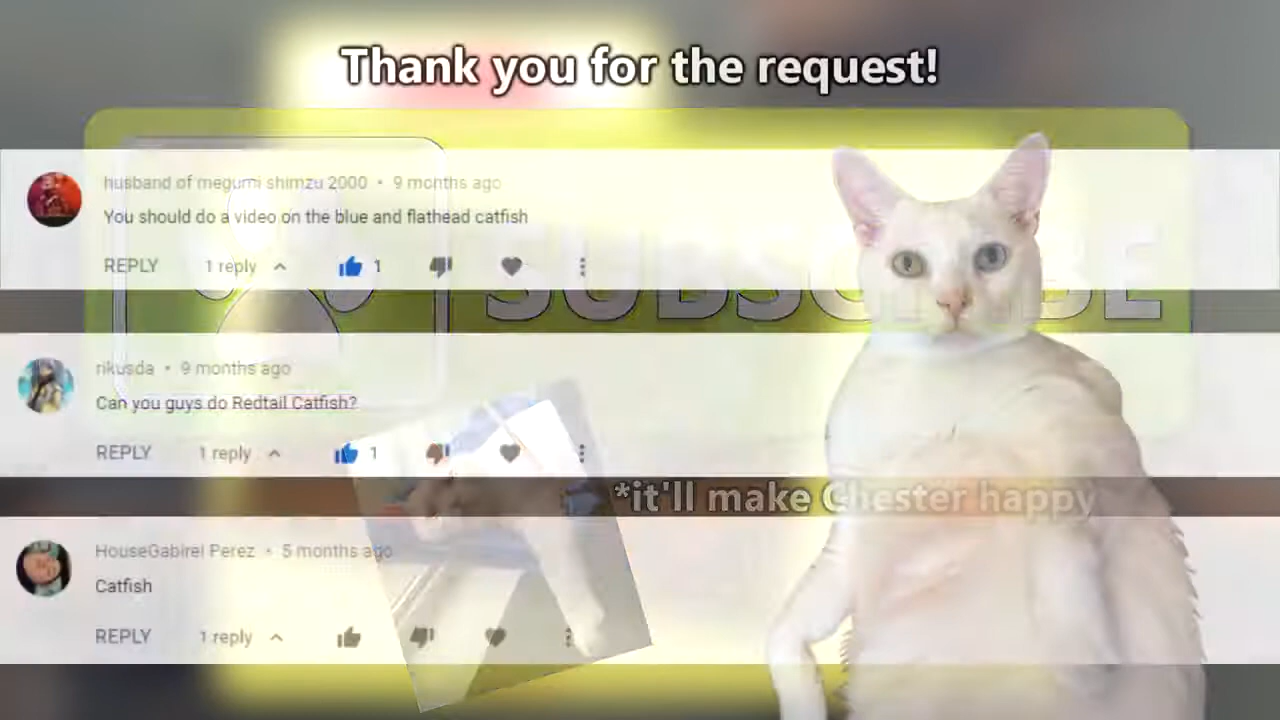 Thank you for the request!
husband of megumi shimzu 2000 • 9 months ago
You should do a video on the blue and flathead catfish
REPLY 1 reply 1
SUBSCRIBE
rikusda • 9 months ago
Can you guys do Redtail Catfish?
REPLY 1 reply 1
*it'll make Chester happy
HouseGabirel Perez • 5 months ago
Catfish
REPLY 1 reply